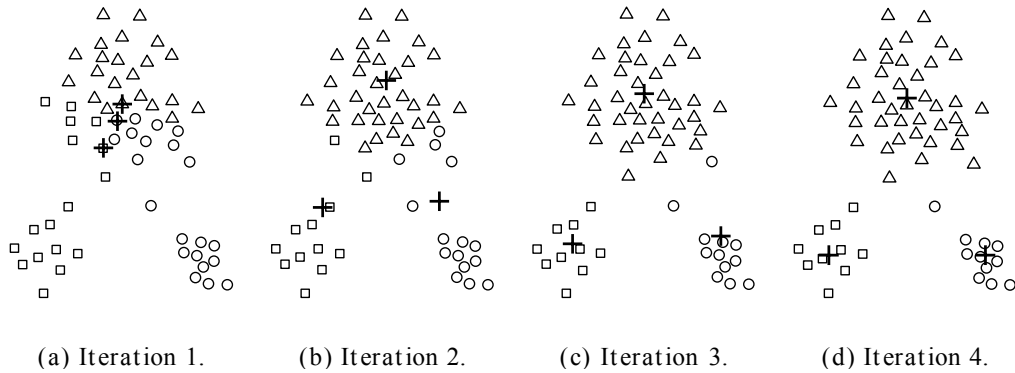 (a) Iteration 1.
(b) Iteration 2.
(c) Iteration 3.
(d) Iteration 4.